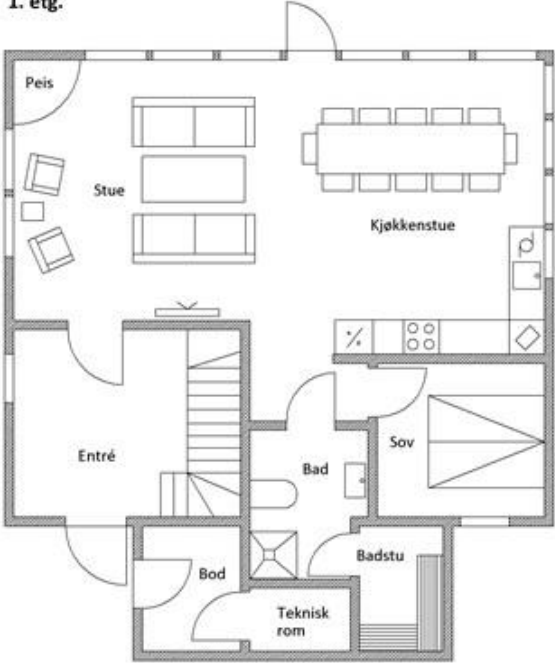 1. etg.
Peis
Stue
Kjøkkenstue
Entré
Bad
Sov
Bod
Badstu
Teknisk
rom